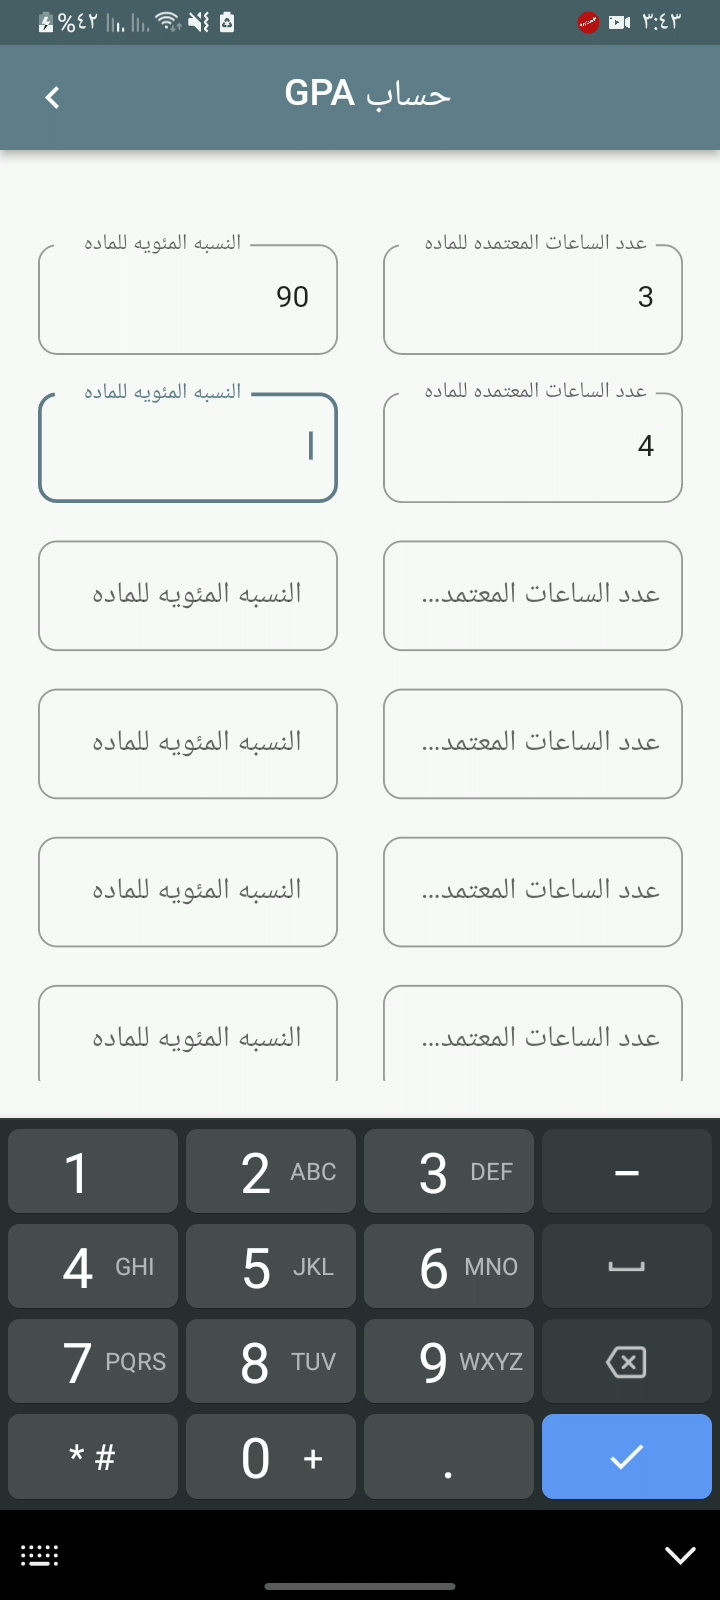 ٣:٤٣
%٤٢
حساب GPA
عدد الساعات المعتمده للماده
النسبه المئويه للماده
3
90
عدد الساعات المعتمده للماده
النسبه المئويه للماده
4
عدد الساعات المعتمد...
النسبه المئويه للماده
عدد الساعات المعتمد...
النسبه المئويه للماده
عدد الساعات المعتمد...
النسبه المئويه للماده
عدد الساعات المعتمد...
النسبه المئويه للماده
1 2 ABC 3 DEF −
4 GHI 5 JKL 6 MNO
7 PQRS 8 TUV 9 WXYZ
* # 0 + .